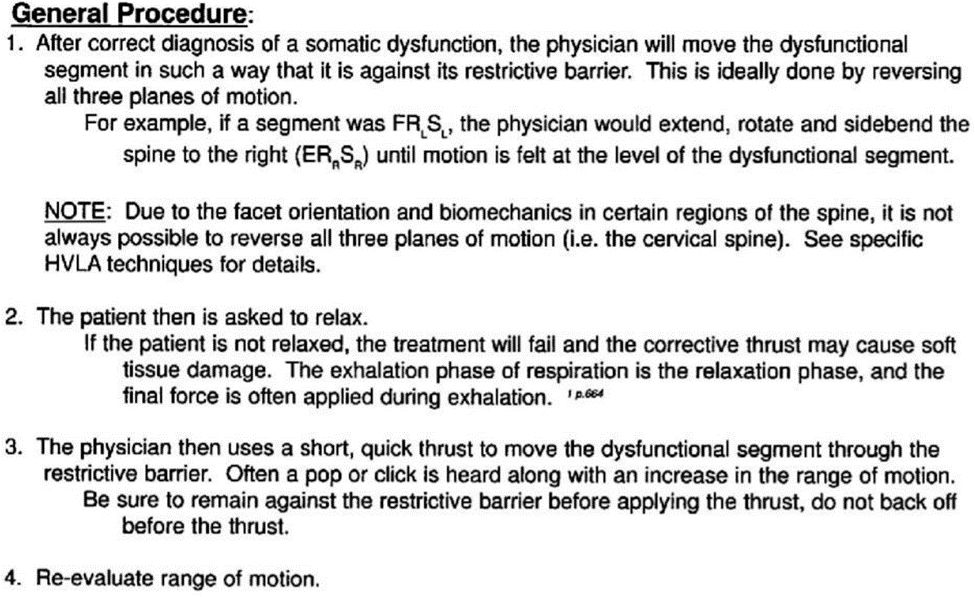 General Procedure:
1. After correct diagnosis of a somatic dysfunction, the physician will move the dysfunctional
segment in such a way that it is against its restrictive barrier. This is ideally done by reversing
all three planes of motion.
For example, if a segment was FRLSL, the physician would extend, rotate and sidebend the
spine to the right (ERRSR) until motion is felt at the level of the dysfunctional segment.
NOTE: Due to the facet orientation and biomechanics in certain regions of the spine, it is not
always possible to reverse all three planes of motion (i.e. the cervical spine). See specific
HVLA techniques for details.
2. The patient then is asked to relax.
If the patient is not relaxed, the treatment will fail and the corrective thrust may cause soft
tissue damage. The exhalation phase of respiration is the relaxation phase, and the
final force is often applied during exhalation. 1 p.664
3. The physician then uses a short, quick thrust to move the dysfunctional segment through the
restrictive barrier. Often a pop or click is heard along with an increase in the range of motion.
Be sure to remain against the restrictive barrier before applying the thrust, do not back off
before the thrust.
4. Re-evaluate range of motion.